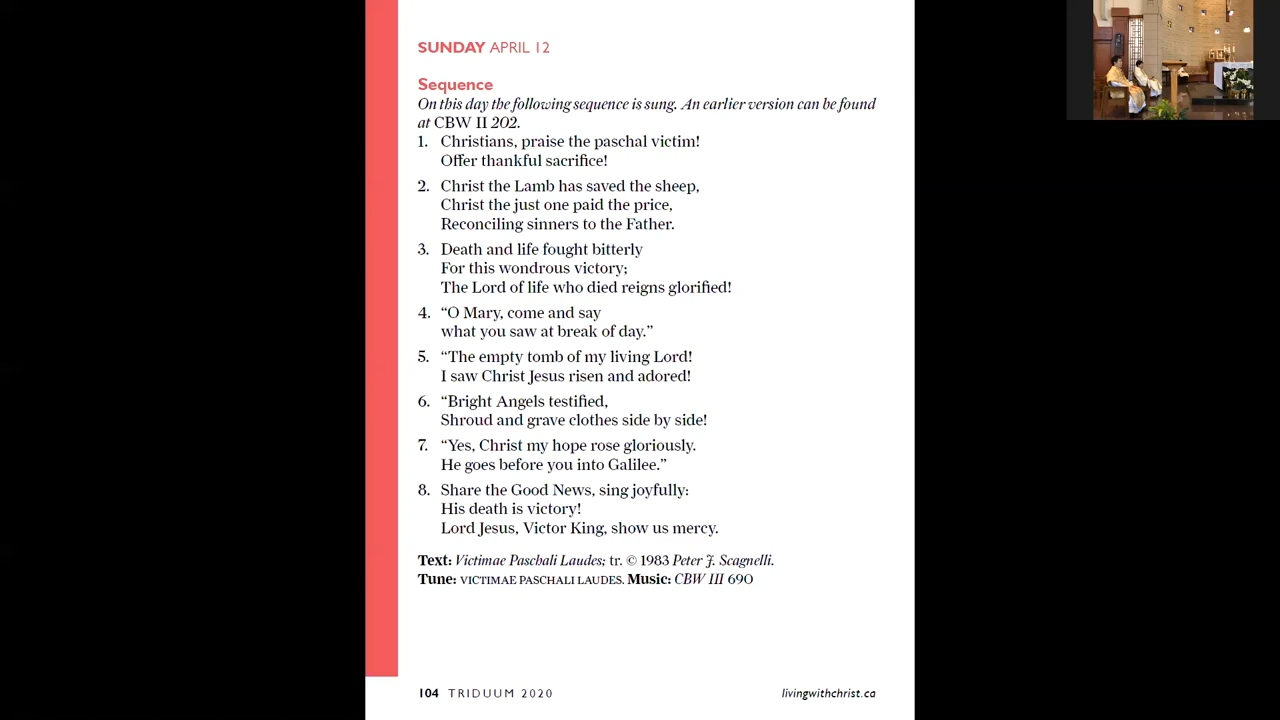 SUNDAY APRIL 12
Sequence
On this day the following sequence is sung. An earlier version can be found
at CBW II 202.
1. Christians, praise the paschal victim!
Offer thankful sacrifice!
2. Christ the Lamb has saved the sheep,
Christ the just one paid the price,
Reconciling sinners to the Father.
3. Death and life fought bitterly
For this wondrous victory;
The Lord of life who died reigns glorified!
4. “O Mary, come and say
what you saw at break of day.”
5. “The empty tomb of my living Lord!
I saw Christ Jesus risen and adored!
6. “Bright Angels testified,
Shroud and grave clothes side by side!
7. “Yes, Christ my hope rose gloriously.
He goes before you into Galilee.”
8. Share the Good News, sing joyfully:
His death is victory!
Lord Jesus, Victor King, show us mercy.
Text: Victimae Paschali Laudes; tr. © 1983 Peter J. Scagnelli.
Tune: VICTIMAE PASCHALI LAUDES. Music: CBW III 690
104 TRIDUUM 2020 livingwithchrist.ca